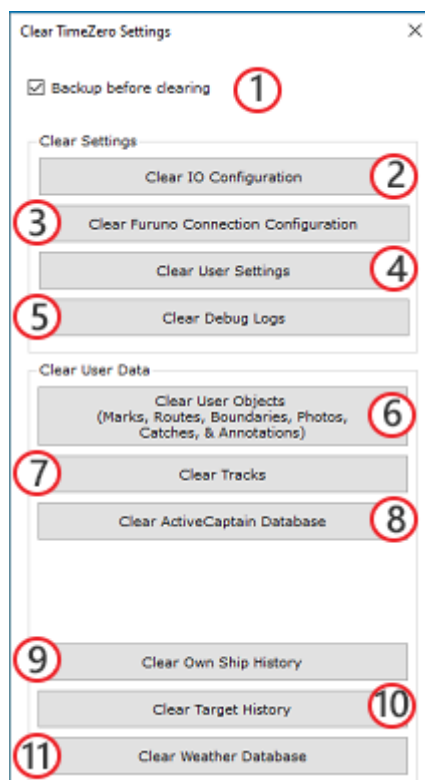 Clear TimeZero Settings
Backup before clearing 1
Clear Settings
Clear IO Configuration 2
3 Clear Furuno Connection Configuration
Clear User Settings 4
5 Clear Debug Logs
Clear User Data
Clear User Objects
(Marks, Routes, Boundaries, Photos,
Catches, & Annotations) 6
7 Clear Tracks
Clear ActiveCaptain Database 8
9 Clear Own Ship History
Clear Target History 10
11 Clear Weather Database